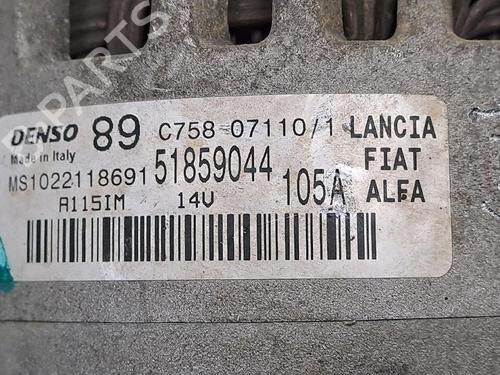 DENSO 89 C758-07110/1 LANCIA
Made in Italy FIAT
MS1022118691 51859044 105A ALFA
A115IM 14V
B-PARTS